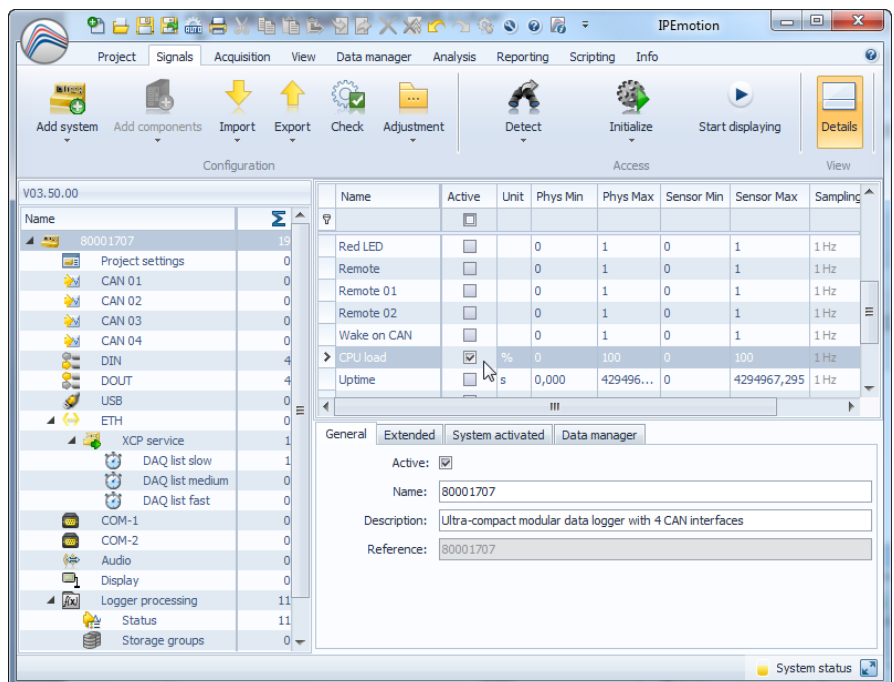 IPEmotion
Project Signals Acquisition View Data manager Analysis Reporting Scripting Info
Add system Add components Import Export Check Adjustment Detect Initialize Start displaying Details
Configuration Access View
V03.50.00
Name
80001707 19
Project settings 0
CAN 01 0
CAN 02 0
CAN 03 0
CAN 04 0
DIN 4
DOUT 4
USB 0
ETH 0
XCP service 1
DAQ list slow 1
DAQ list medium 0
DAQ list fast 0
COM-1 0
COM-2 0
Audio 0
Display 0
Logger processing 11
Status 11
Storage groups 0
Name Active Unit Phys Min Phys Max Sensor Min Sensor Max Sampling
Red LED 0 1 0 1 1 Hz
Remote 0 1 0 1 1 Hz
Remote 01 0 1 0 1 1 Hz
Remote 02 0 1 0 1 1 Hz
Wake on CAN 0 1 0 1 1 Hz
CPU load % 0 100 0 100 1 Hz
Uptime s 0,000 429496... 0 4294967,295 1 Hz
General Extended System activated Data manager
Active:
Name: 80001707
Description: Ultra-compact modular data logger with 4 CAN interfaces
Reference: 80001707
System status